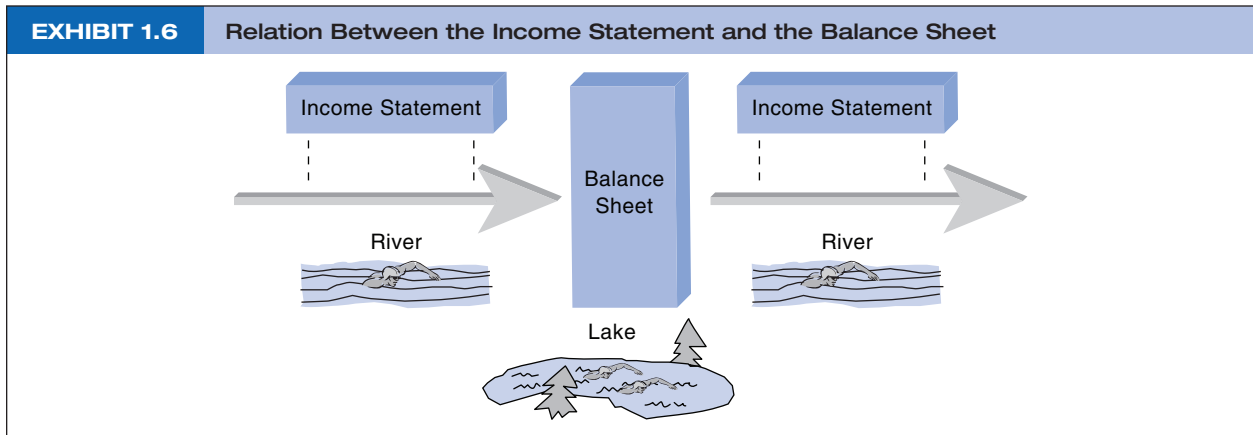 EXHIBIT 1.6
Relation Between the Income Statement and the Balance Sheet
Income Statement
Balance
Sheet
Income Statement
River
Lake
River